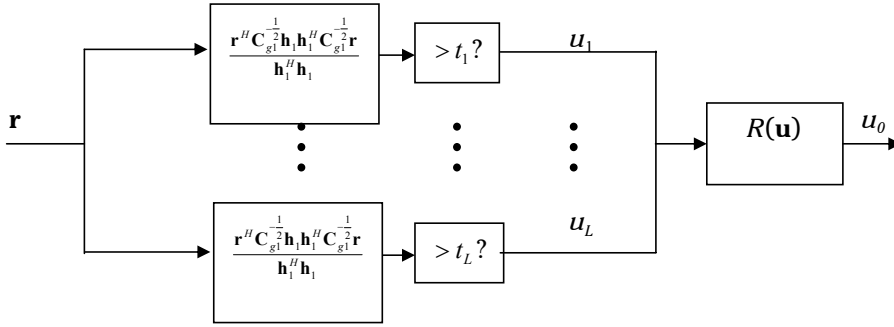 r
r^H C_{g1}^{-1/2} h_1 h_1^H C_{g1}^{-1/2} r
h_1^H h_1
> t_1 ?
u_1
R(u)
u_0
r^H C_{g1}^{-1/2} h_1 h_1^H C_{g1}^{-1/2} r
h_1^H h_1
> t_L ?
u_L